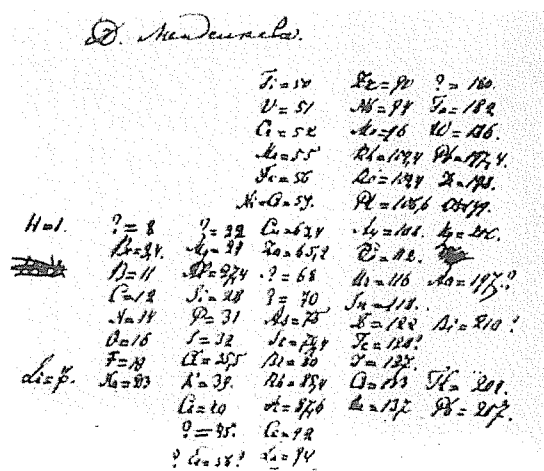 Д. Менделеевъ.
Ti=50 Zr=90 ?=180.
V=51 Nb=94 Ta=182
Cr=52 Mo=96 W=186.
Mn=55 Rh=104,4 Pt=197,4.
Fe=56 Ru=104,4 Ir=198.
Ni=Co=59. Pl=106,6 Os=199.
H=1. ?=8 ?=22 Cu=63,4 Ag=108. Hg=200.
Be=9,4. Mg=24 Zn=65,2 Cd=112.
B=11 Al=27,4 ?=68 Ur=116 Au=197?
C=12 Si=28 ?=70 Sn=118.
N=14 P=31 As=75 Sb=122 Bi=210?
O=16 S=32 Se=79,4 Te=128?
F=19 Cl=35,5 Br=80 J=127.
Li=7. Na=23 K=39. Rb=85,4 Cs=133 Tl=204.
Ca=40 Sr=87,6 Ba=137 Pb=207.
?=45. Ce=92
?Er=56? La=94